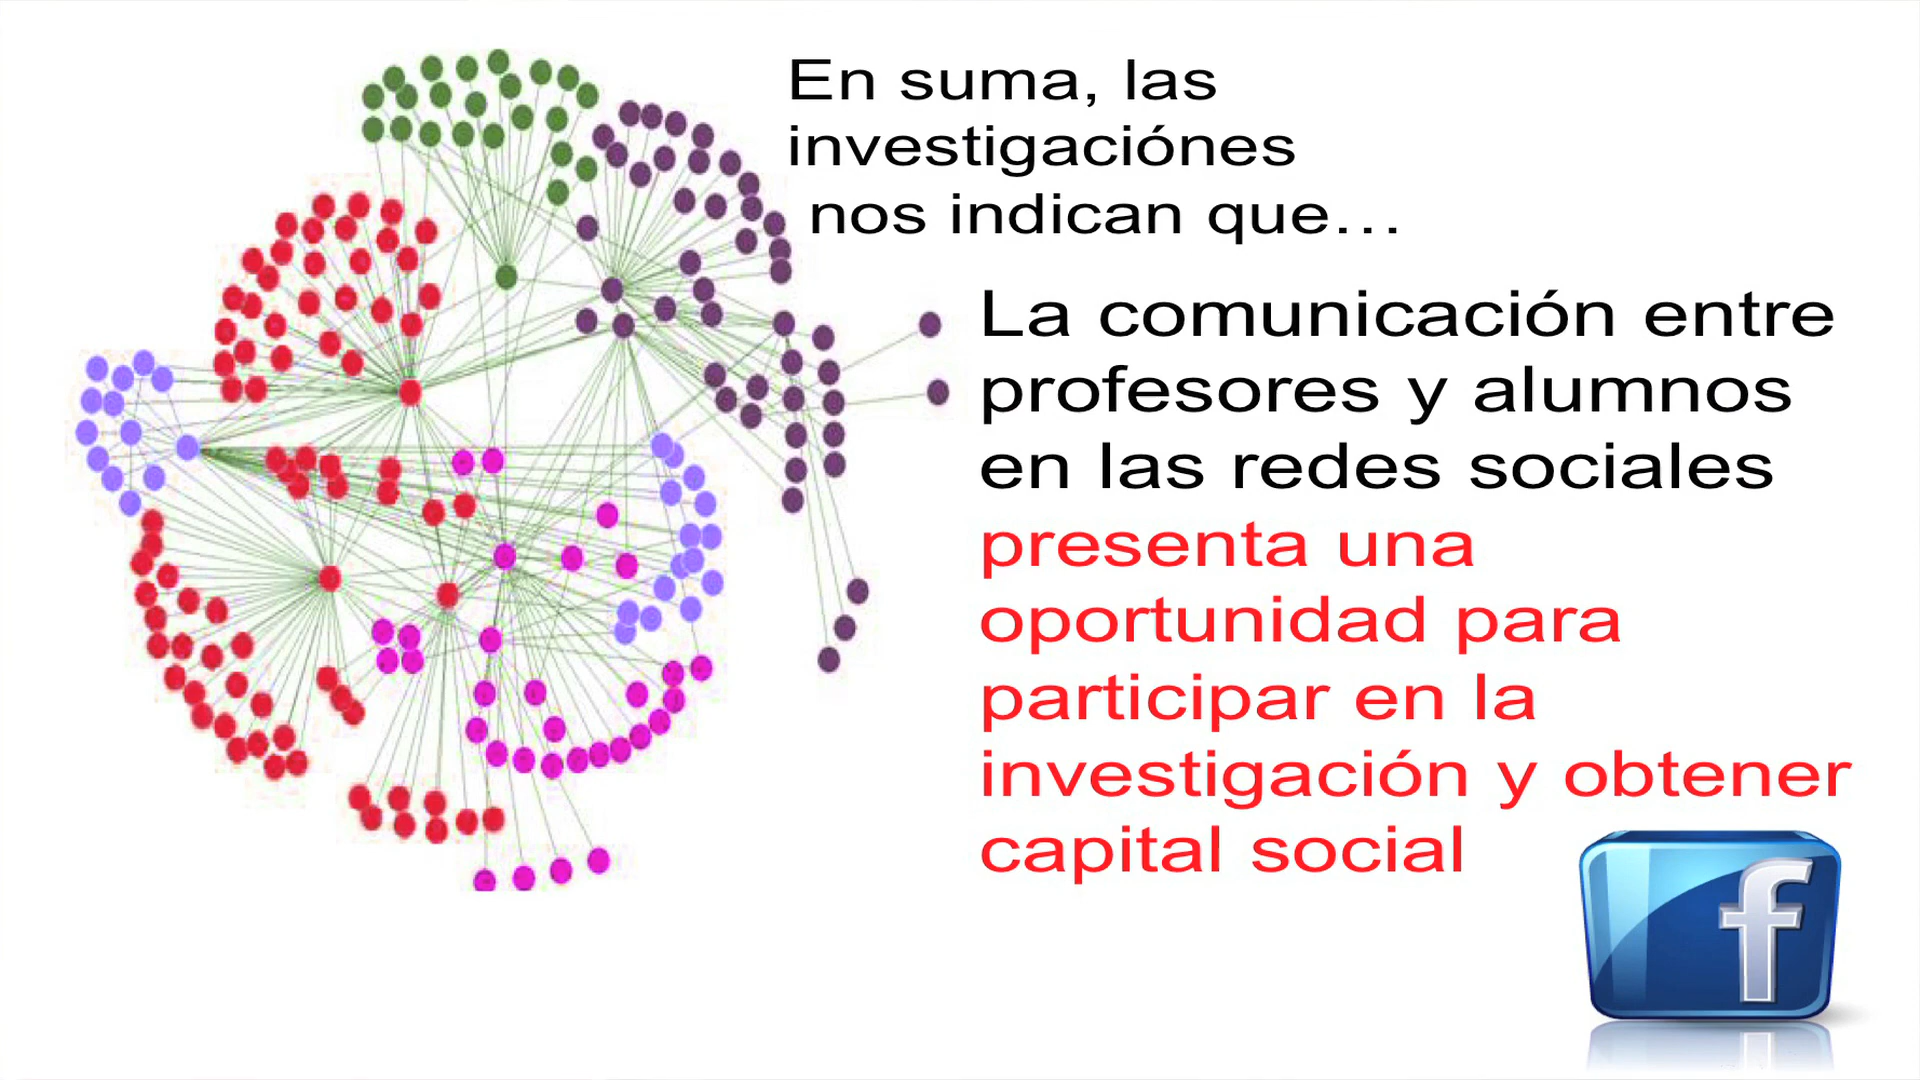 En suma, las
investigaciónes
nos indican que…
La comunicación entre
profesores y alumnos
en las redes sociales
presenta una
oportunidad para
participar en la
investigación y obtener
capital social
f